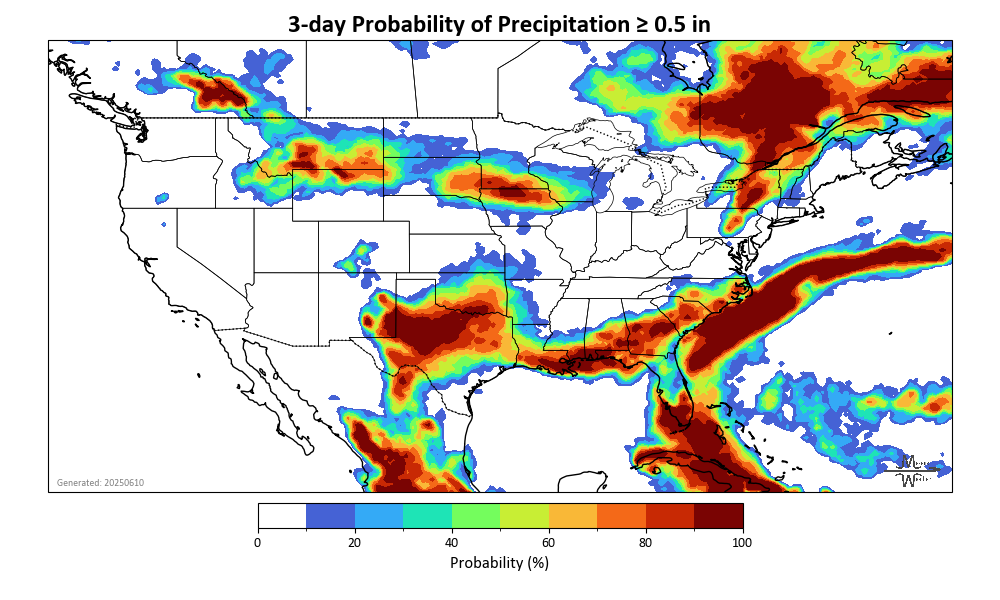 3-day Probability of Precipitation ≥ 0.5 in
Generated: 20250610
0 20 40 60 80 100
Probability (%)